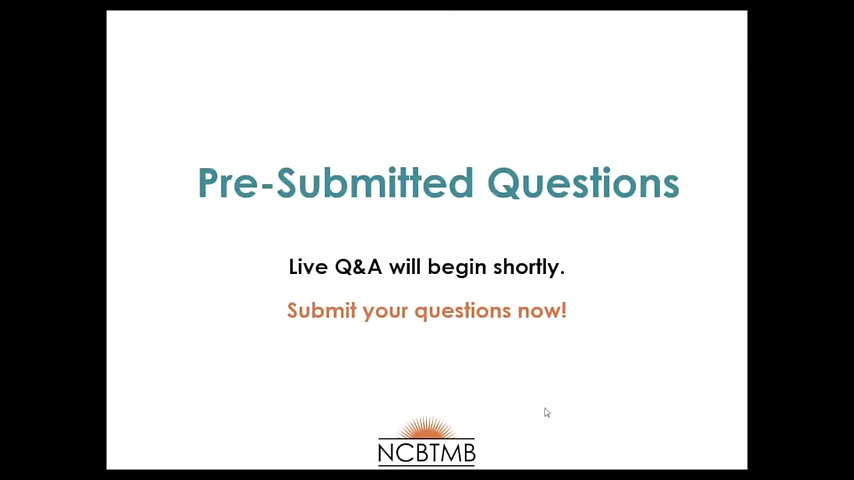 Pre-Submitted Questions
Live Q&A will begin shortly.
Submit your questions now!
NCBTMB